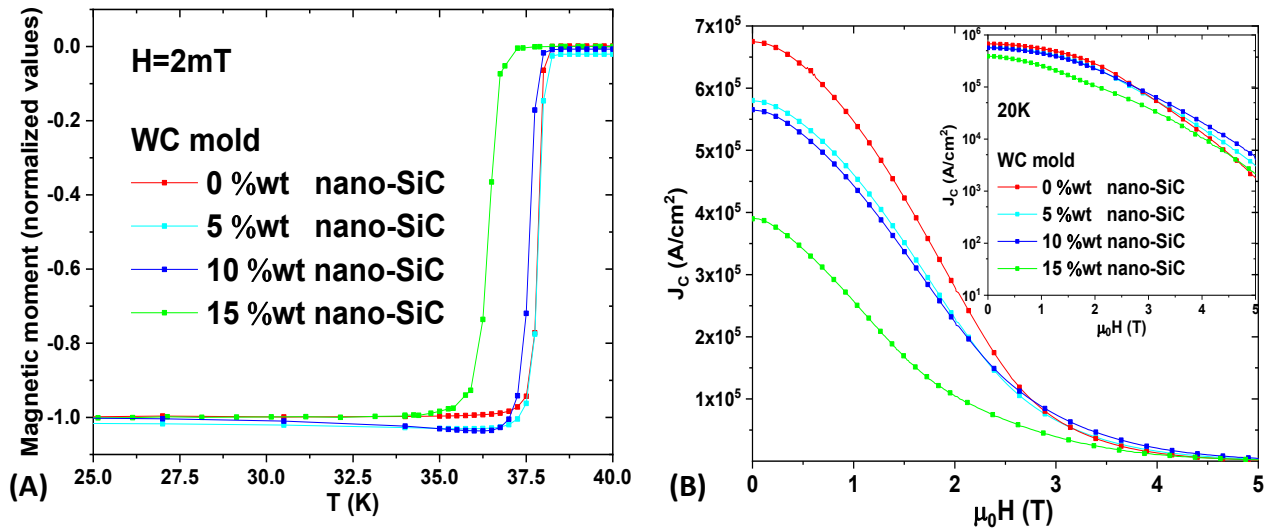 Magnetic moment (normalized values)
0.0
-0.2
-0.4
-0.6
-0.8
-1.0
H=2mT
WC mold
0 %wt nano-SiC
5 %wt nano-SiC
10 %wt nano-SiC
15 %wt nano-SiC
25.0 27.5 30.0 32.5 35.0 37.5 40.0
T (K)
(A)
J_C (A/cm²)
7x10⁵
6x10⁵
5x10⁵
4x10⁵
3x10⁵
2x10⁵
1x10⁵
0 1 2 3 4 5
μ₀H (T)
(B)
J_C (A/cm²)
10⁶
10⁵
10⁴
10³
10²
10¹
20K
WC mold
0 %wt nano-SiC
5 %wt nano-SiC
10 %wt nano-SiC
15 %wt nano-SiC
0 1 2 3 4 5
μ₀H (T)